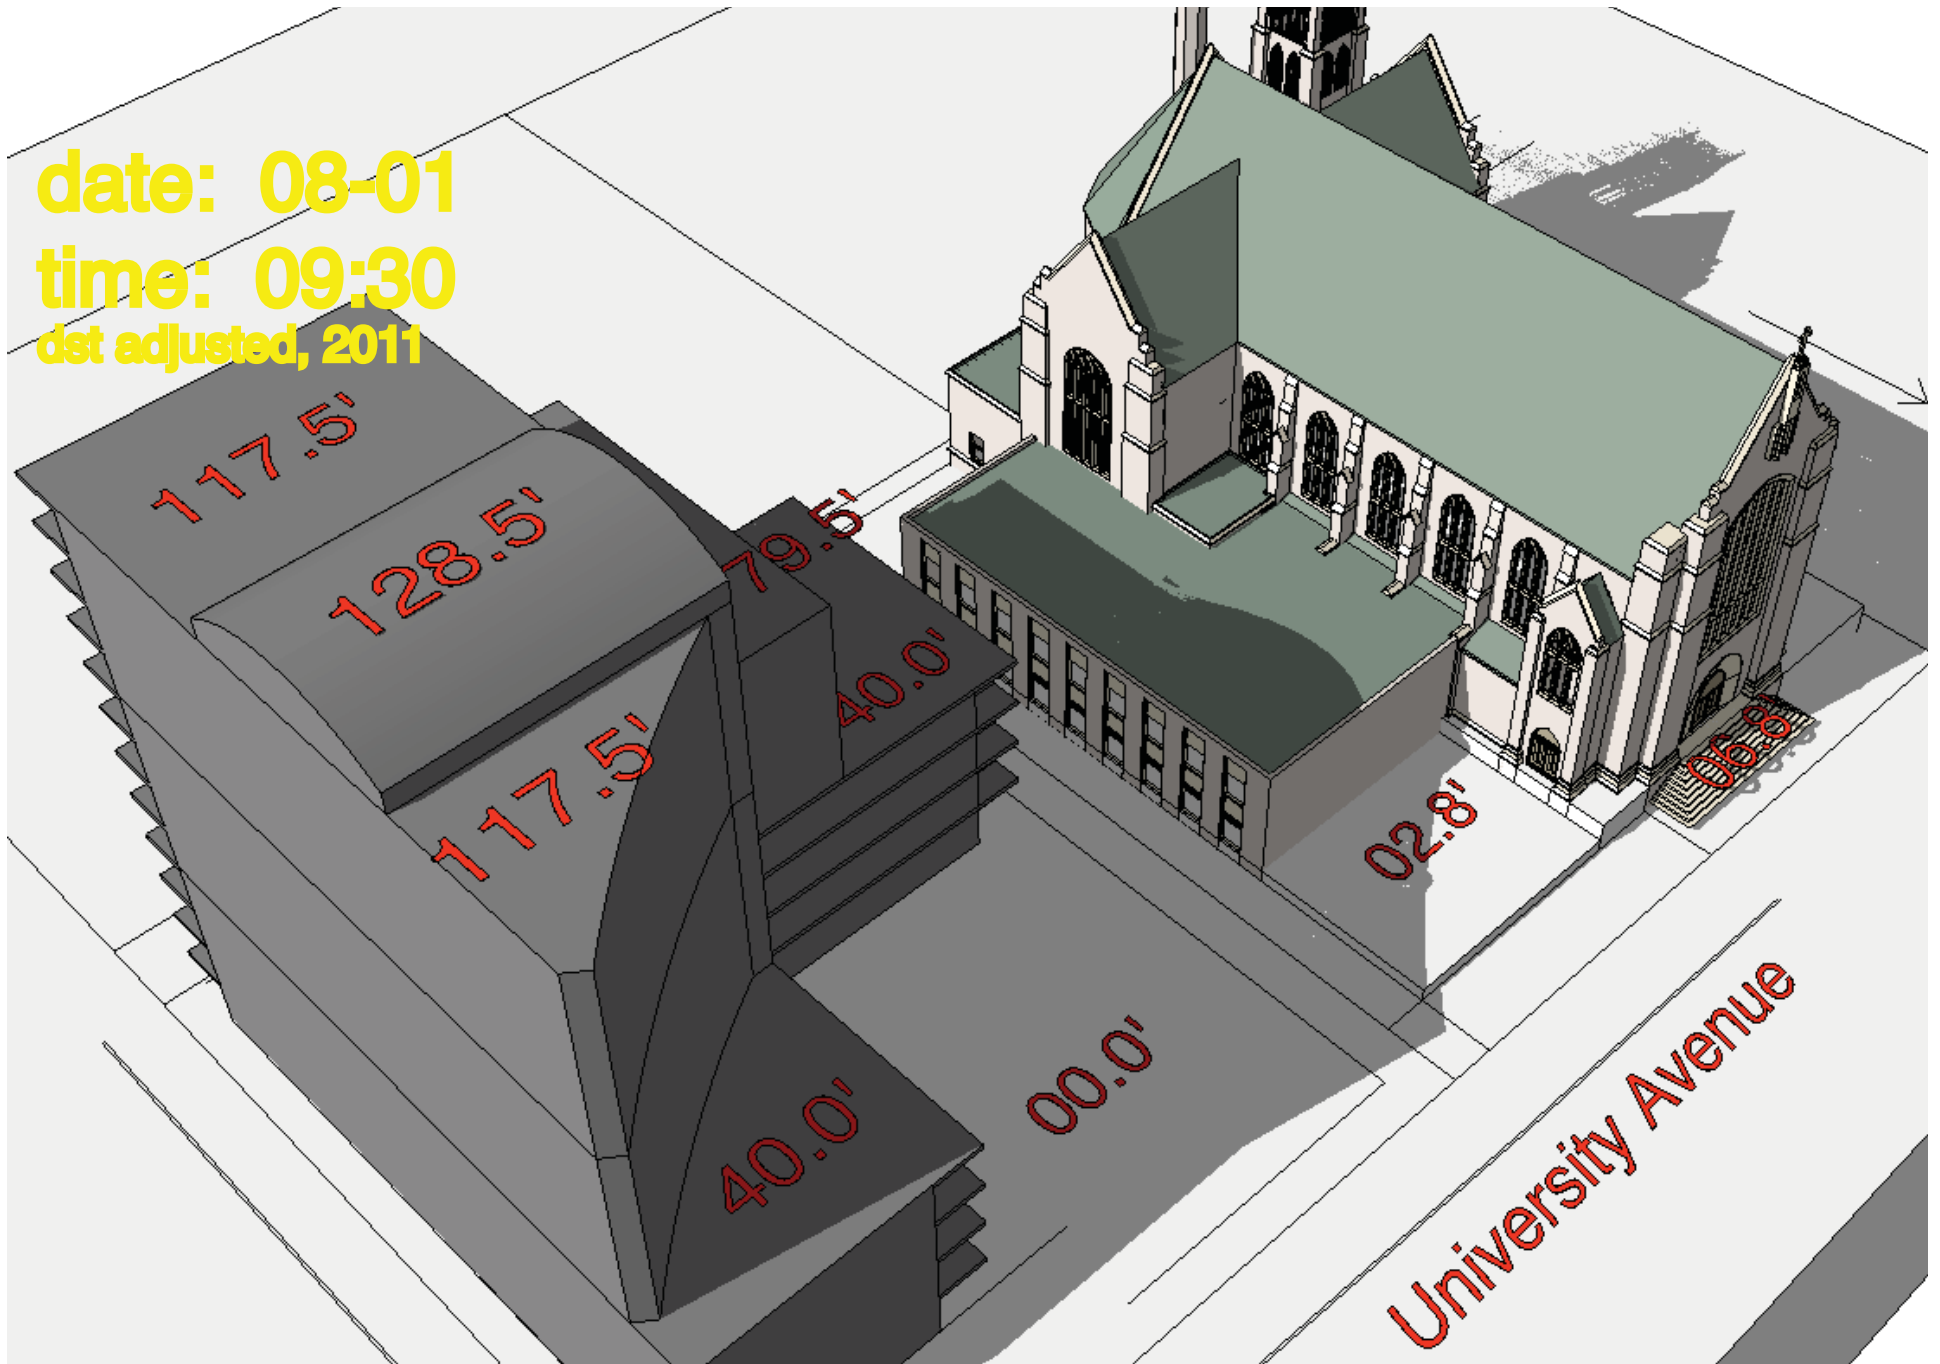 date: 08-01
time: 09:30
dst adjusted, 2011
117.5'
128.5'
79.5'
40.0'
117.5'
06.8'
02.8'
00.0'
40.0'
University Avenue